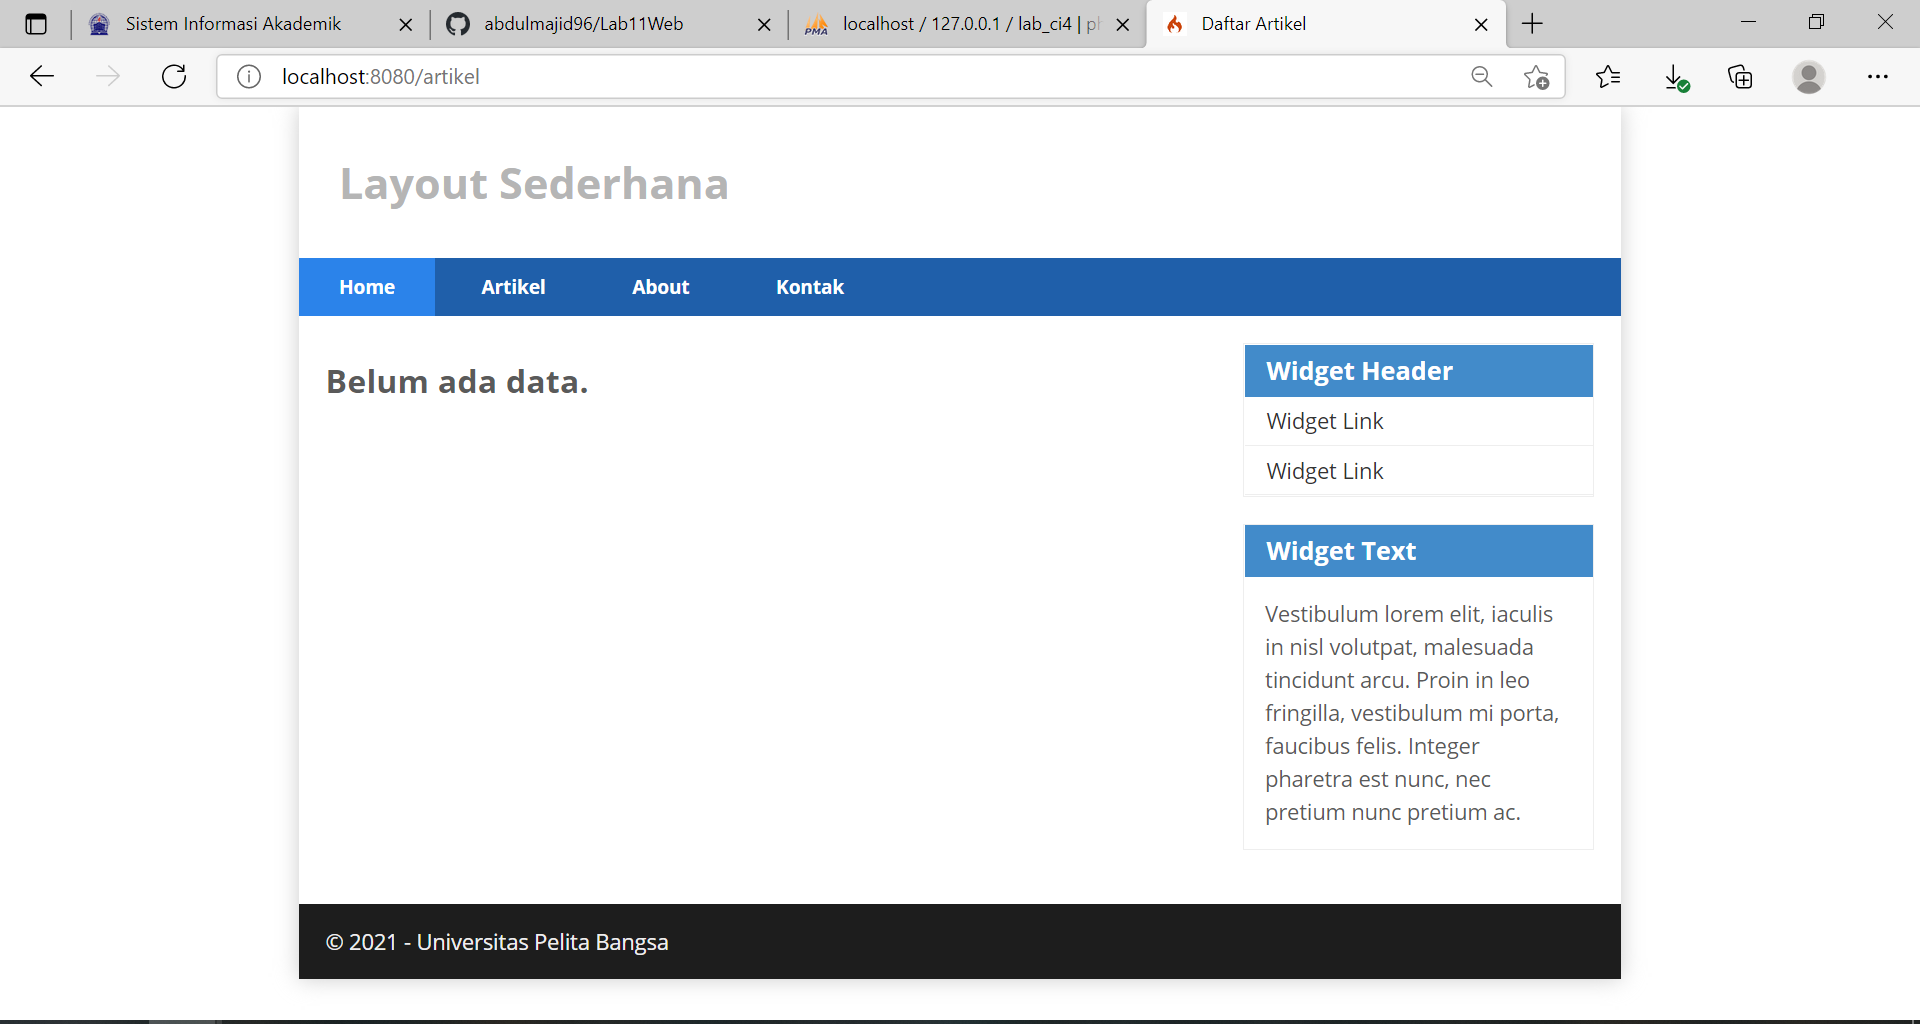 Sistem Informasi Akademik
abdulmajid96/Lab11Web
PMA
localhost / 127.0.0.1 / lab_ci4 | ph
Daftar Artikel
localhost:8080/artikel
Layout Sederhana
Home
Artikel
About
Kontak
Belum ada data.
Widget Header
Widget Link
Widget Link
Widget Text
Vestibulum lorem elit, iaculis
in nisl volutpat, malesuada
tincidunt arcu. Proin in leo
fringilla, vestibulum mi porta,
faucibus felis. Integer
pharetra est nunc, nec
pretium nunc pretium ac.
© 2021 - Universitas Pelita Bangsa